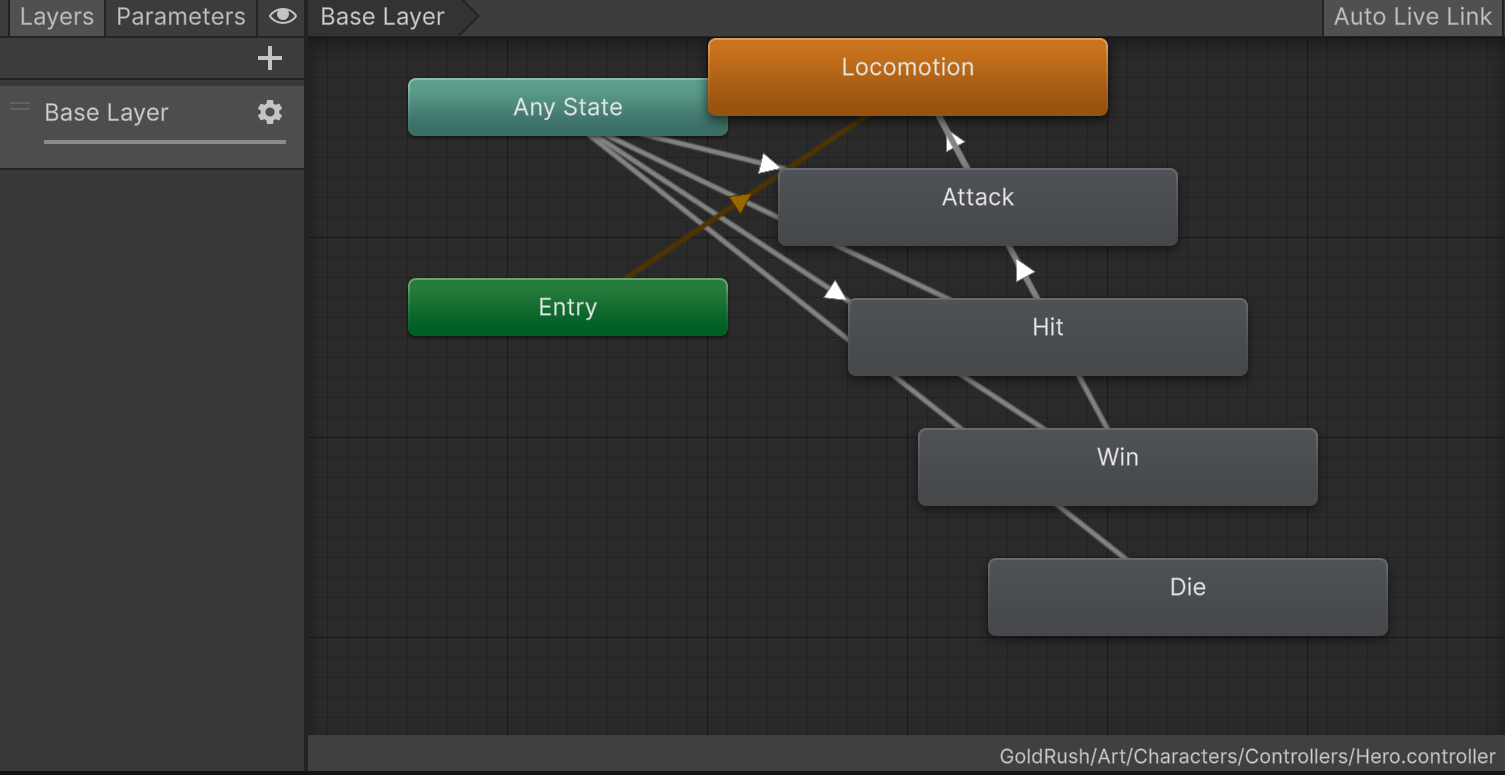 Layers Parameters Base Layer Auto Live Link
Base Layer
Locomotion
Any State
Attack
Entry
Hit
Win
Die
GoldRush/Art/Characters/Controllers/Hero.controller